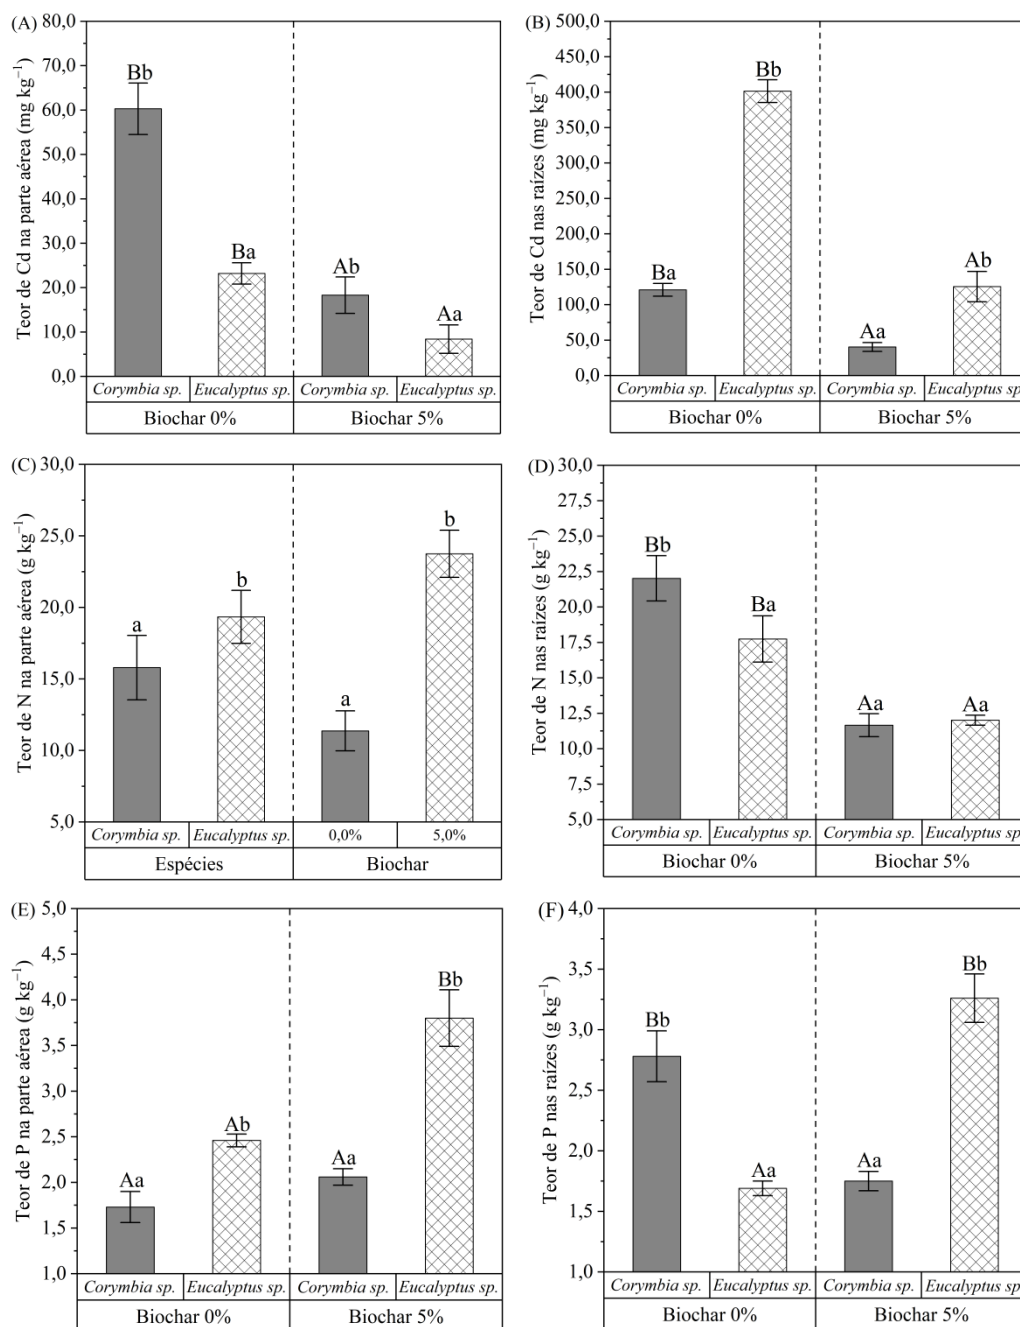 (A)
Teor de Cd na parte aérea (mg kg⁻¹)
80,0
70,0
60,0
50,0
40,0
30,0
20,0
10,0
0,0
Bb
Ba
Ab
Aa
Corymbia sp. Eucalyptus sp. Corymbia sp. Eucalyptus sp.
Biochar 0% Biochar 5%
(B)
Teor de Cd nas raízes (mg kg⁻¹)
500,0
450,0
400,0
350,0
300,0
250,0
200,0
150,0
100,0
50,0
0,0
Ba
Bb
Aa
Ab
Corymbia sp. Eucalyptus sp. Corymbia sp. Eucalyptus sp.
Biochar 0% Biochar 5%
(C)
Teor de N na parte aérea (g kg⁻¹)
30,0
25,0
20,0
15,0
10,0
5,0
a
b
a
b
Corymbia sp. Eucalyptus sp. 0,0% 5,0%
Espécies Biochar
(D)
Teor de N nas raízes (g kg⁻¹)
30,0
27,5
25,0
22,5
20,0
17,5
15,0
12,5
10,0
7,5
5,0
Bb
Ba
Aa
Aa
Corymbia sp. Eucalyptus sp. Corymbia sp. Eucalyptus sp.
Biochar 0% Biochar 5%
(E)
Teor de P na parte aérea (g kg⁻¹)
5,0
4,5
4,0
3,5
3,0
2,5
2,0
1,5
1,0
Aa
Ab
Aa
Bb
Corymbia sp. Eucalyptus sp. Corymbia sp. Eucalyptus sp.
Biochar 0% Biochar 5%
(F)
Teor de P nas raízes (g kg⁻¹)
4,0
3,5
3,0
2,5
2,0
1,5
1,0
Bb
Aa
Aa
Bb
Corymbia sp. Eucalyptus sp. Corymbia sp. Eucalyptus sp.
Biochar 0% Biochar 5%